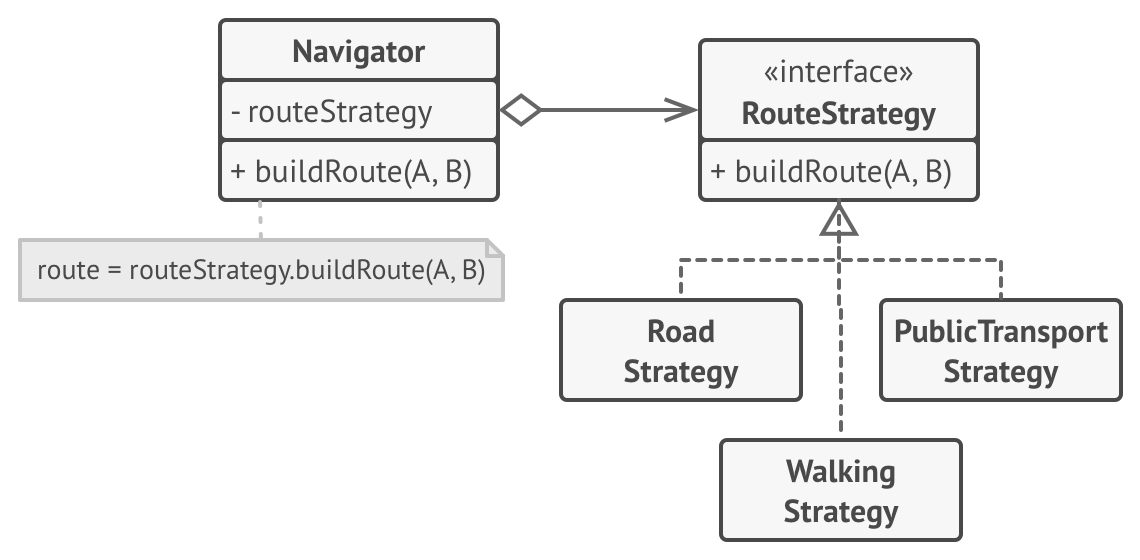 Navigator
- routeStrategy
+ buildRoute(A, B)
route = routeStrategy.buildRoute(A, B)
«interface»
RouteStrategy
+ buildRoute(A, B)
Road
Strategy
PublicTransport
Strategy
Walking
Strategy